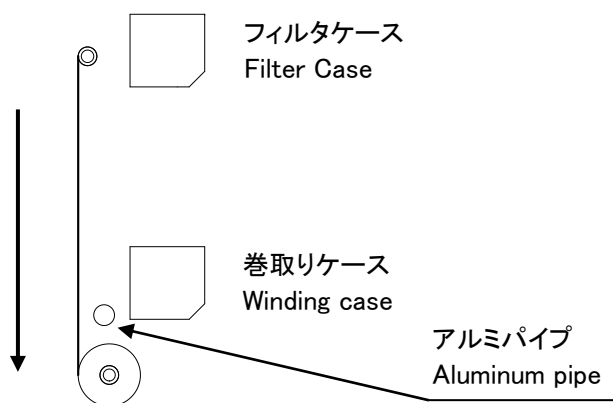 フィルタケース
Filter Case
巻取りケース
Winding case
アルミパイプ
Aluminum pipe